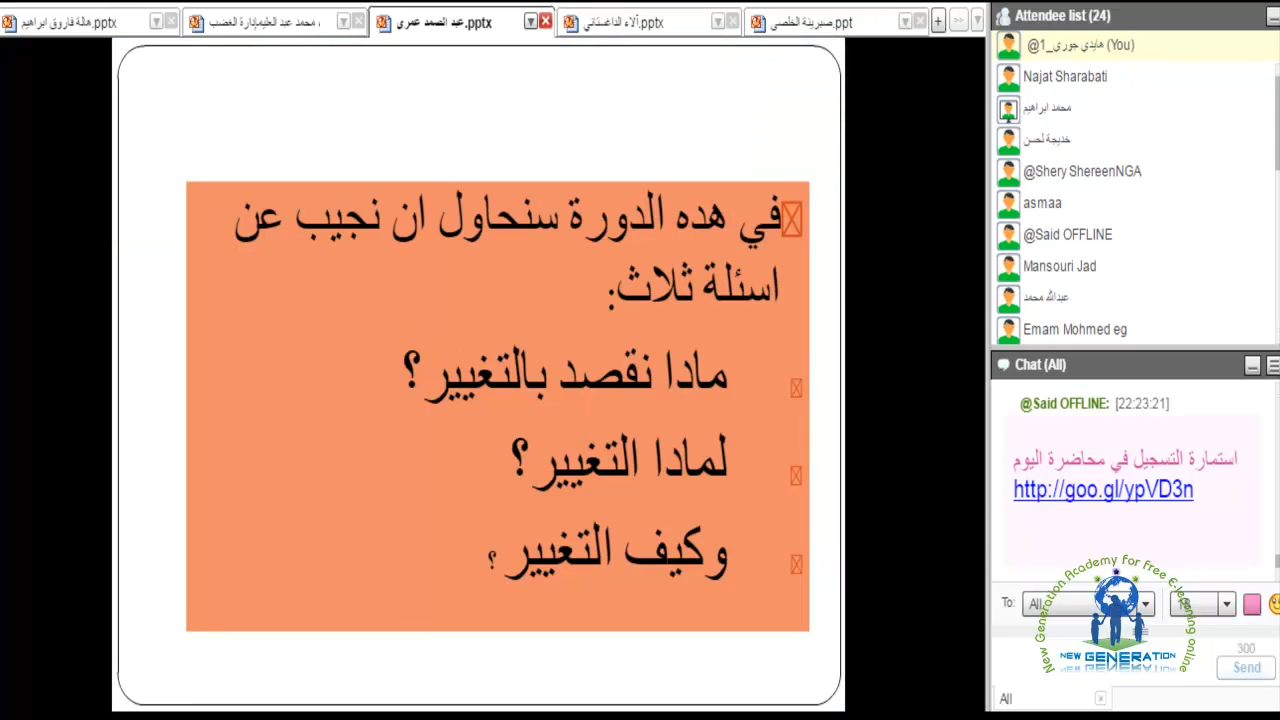 هالة فاروق ابراهيم.pptx
محمد عبد العليم‎إدارة الغضب
عبد الصمد عمري.pptx
آلاء الداغستاني.pptx
صبرينة الخلصي.ppt
في هده الدورة سنحاول ان نجيب عن
اسئلة ثلاث:
مادا نقصد بالتغيير؟
لمادا التغيير؟
وكيف التغيير؟
Attendee list (24)
@هايدي جوري_1 (You)
Najat Sharabati
محمد ابراهيم
خديجة لحسن
@Shery ShereenNGA
asmaa
@Said OFFLINE
Mansouri Jad
عبدالله محمد
Emam Mohmed eg
Chat (All)
@Said OFFLINE: [22:23:21]
استمارة التسجيل في محاضرة اليوم
http://goo.gl/ypVD3n
To: All
300
Send
All
New Generation Academy for Free E-learning online
NEW GENERATION